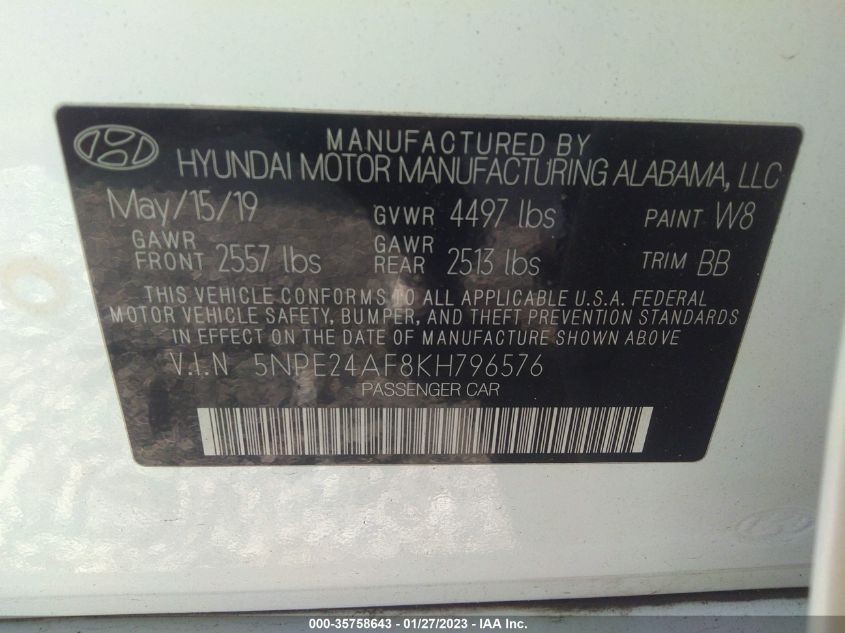 MANUFACTURED BY
HYUNDAI MOTOR MANUFACTURING ALABAMA, LLC
May/15/19 GVWR 4497 lbs PAINT W8
GAWR FRONT 2557 lbs GAWR REAR 2513 lbs TRIM BB
THIS VEHICLE CONFORMS TO ALL APPLICABLE U.S.A. FEDERAL
MOTOR VEHICLE SAFETY, BUMPER, AND THEFT PREVENTION STANDARDS
IN EFFECT ON THE DATE OF MANUFACTURE SHOWN ABOVE
V.I.N 5NPE24AF8KH796576
PASSENGER CAR
000-35758643 - 01/27/2023 - IAA Inc.